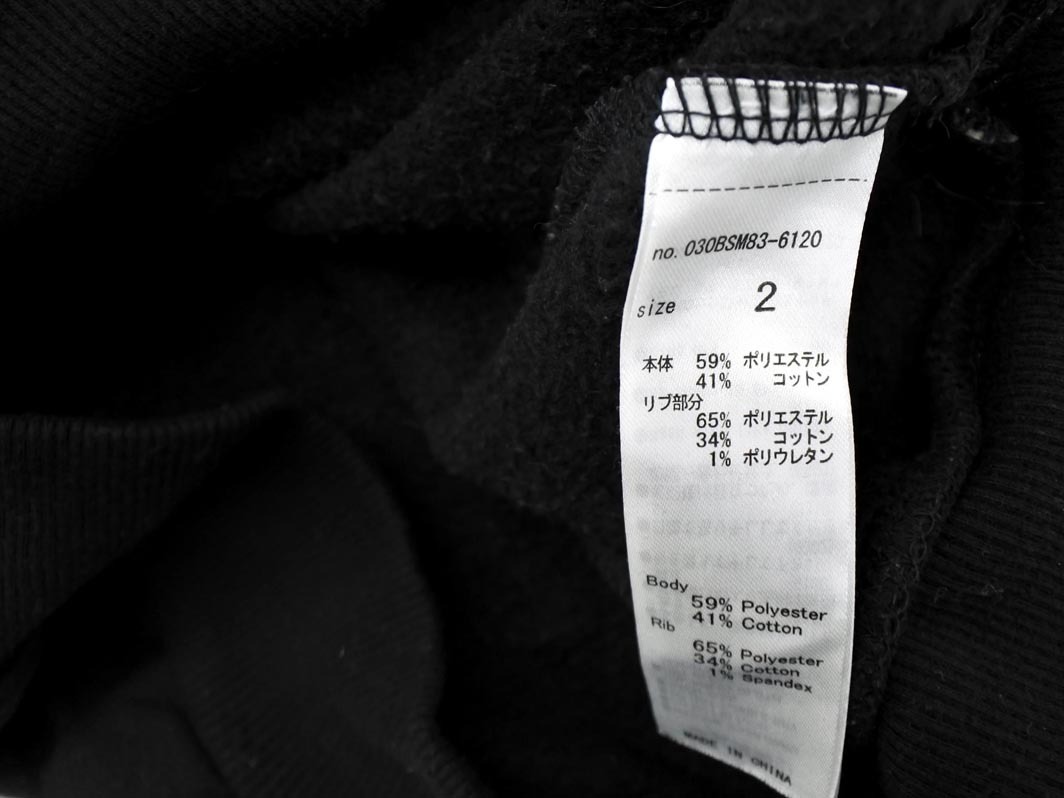 no. 030BSM83-6120
size 2
本体 59% ポリエステル
41% コットン
リブ部分
65% ポリエステル
34% コットン
1% ポリウレタン
Body
59% Polyester
41% Cotton
Rib
65% Polyester
34% Cotton
1% Spandex
MADE IN CHINA